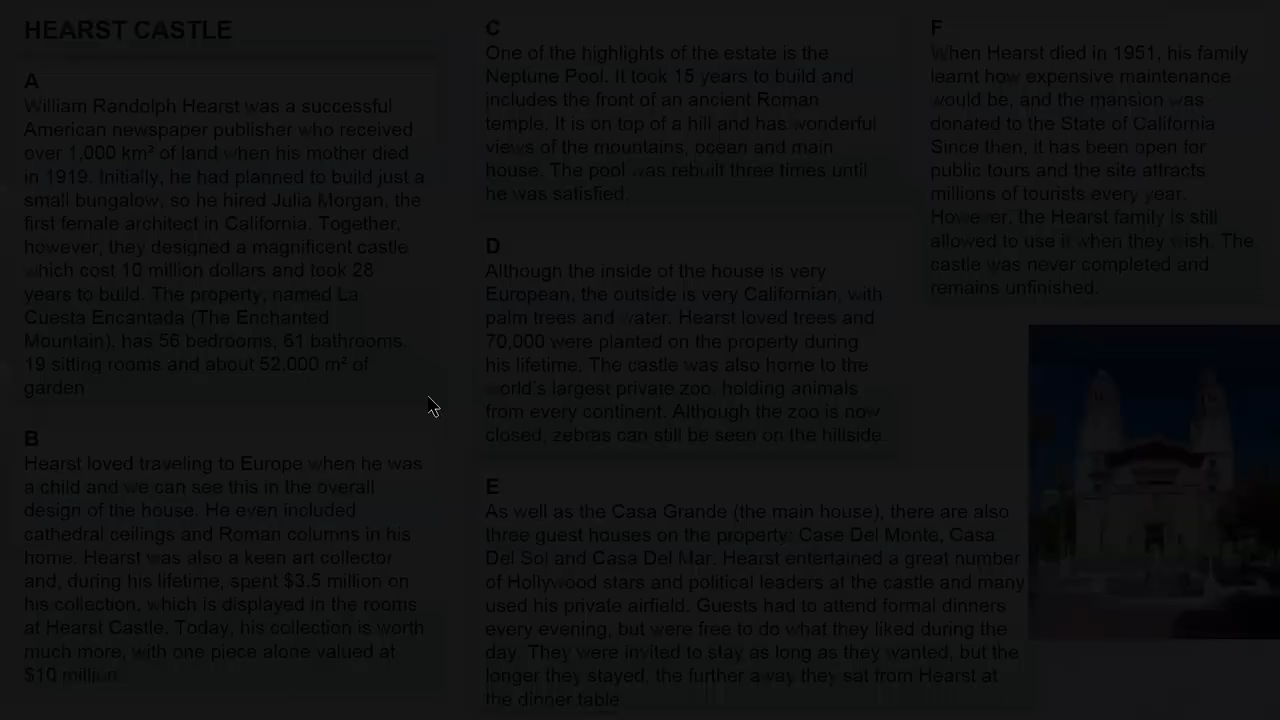 HEARST CASTLE
A
William Randolph Hearst was a successful
American newspaper publisher who received
over 1,000 km² of land when his mother died
in 1919. Initially, he had planned to build just a
small bungalow, so he hired Julia Morgan, the
first female architect in California. Together,
however, they designed a magnificent castle
which cost 10 million dollars and took 28
years to build. The property, named La
Cuesta Encantada (The Enchanted
Mountain), has 56 bedrooms, 61 bathrooms,
19 sitting rooms and about 52,000 m² of
garden
B
Hearst loved traveling to Europe when he was
a child and we can see this in the overall
design of the house. He even included
cathedral ceilings and Roman columns in his
home. Hearst was also a keen art collector
and, during his lifetime, spent $3.5 million on
his collection, which is displayed in the rooms
at Hearst Castle. Today, his collection is worth
much more, with one piece alone valued at
$10 million.
C
One of the highlights of the estate is the
Neptune Pool. It took 15 years to build and
includes the front of an ancient Roman
temple. It is on top of a hill and has wonderful
views of the mountains, ocean and main
house. The pool was rebuilt three times until
he was satisfied.
D
Although the inside of the house is very
European, the outside is very Californian, with
palm trees and water. Hearst loved trees and
70,000 were planted on the property during
his lifetime. The castle was also home to the
world's largest private zoo, holding animals
from every continent. Although the zoo is now
closed, zebras can still be seen on the hillside.
E
As well as the Casa Grande (the main house), there are also
three guest houses on the property: Case Del Monte, Casa
Del Sol and Casa Del Mar. Hearst entertained a great number
of Hollywood stars and political leaders at the castle and many
used his private airfield. Guests had to attend formal dinners
every evening, but were free to do what they liked during the
day. They were invited to stay as long as they wanted, but the
longer they stayed, the further away they sat from Hearst at
the dinner table
F
When Hearst died in 1951, his family
learnt how expensive maintenance
would be, and the mansion was
donated to the State of California
Since then, it has been open for
public tours and the site attracts
millions of tourists every year.
However, the Hearst family is still
allowed to use it when they wish. The
castle was never completed and
remains unfinished.